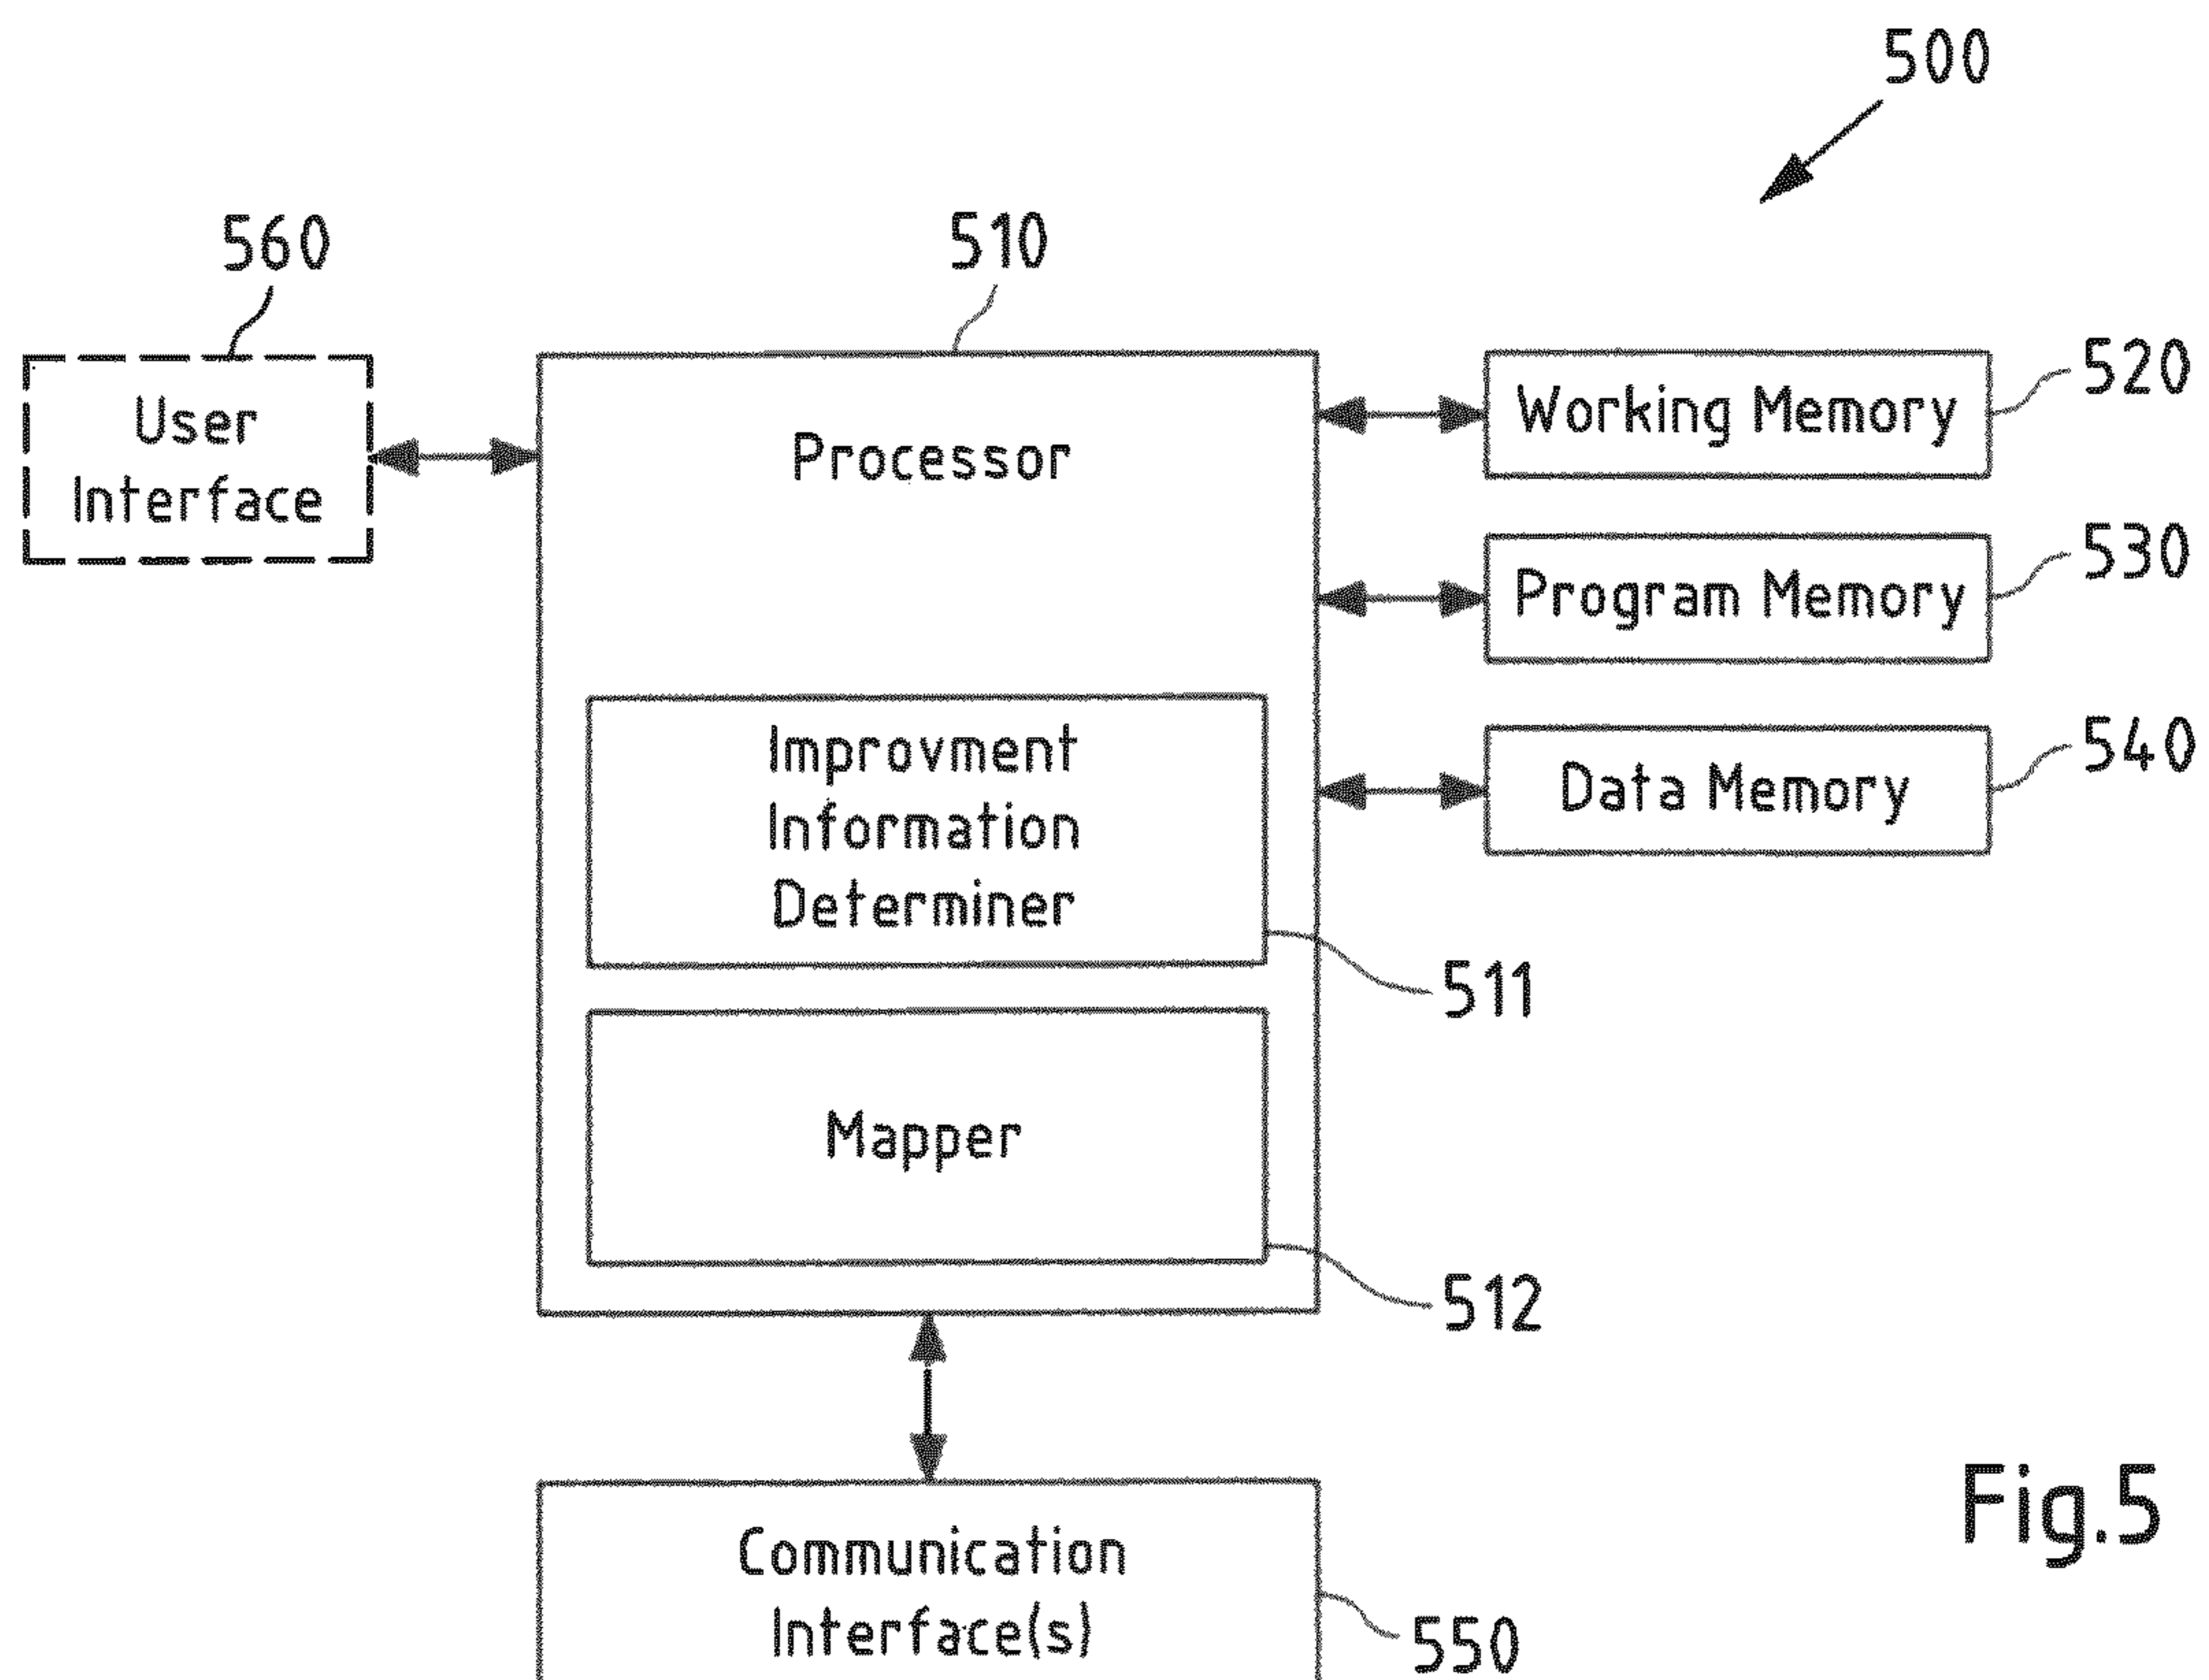 500
560
510
User
Interface
Processor
Working Memory
520
Program Memory
530
Data Memory
540
Improvment
Information
Determiner
511
Mapper
512
Communication
Interface(s)
550
Fig.5